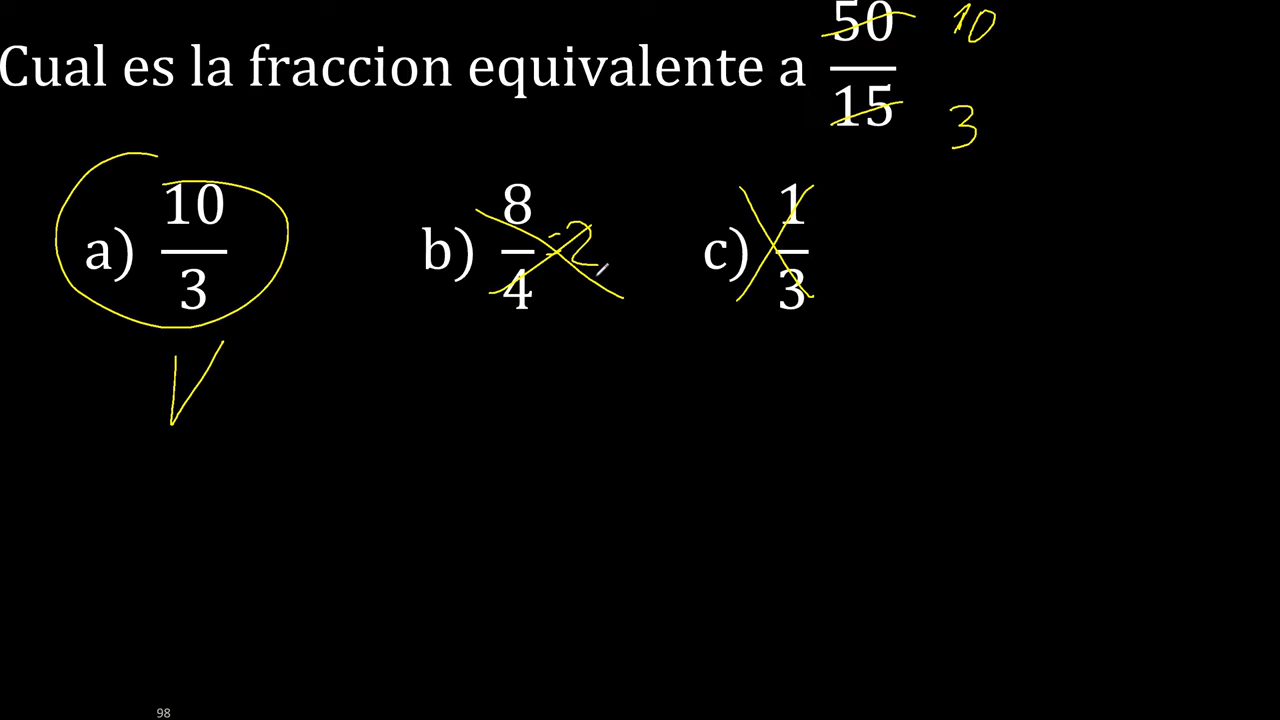 50 10
Cual es la fraccion equivalente a
15 3
10 8 1
a) b) =2 c)
3 4 3
V
98